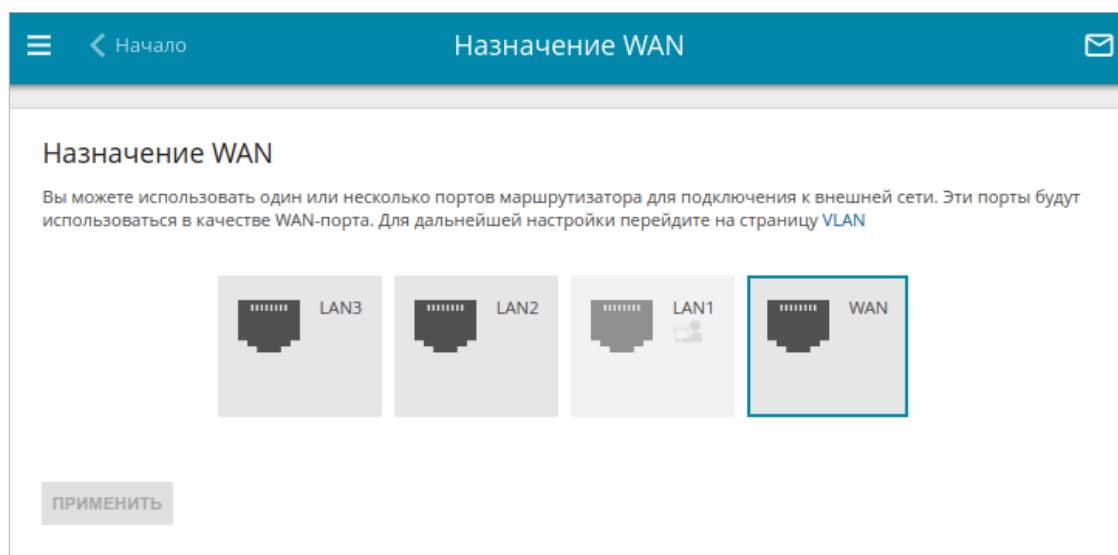 Начало
Назначение WAN
Назначение WAN
Вы можете использовать один или несколько портов маршрутизатора для подключения к внешней сети. Эти порты будут
использоваться в качестве WAN-порта. Для дальнейшей настройки перейдите на страницу VLAN
LAN3
LAN2
LAN1
WAN
ПРИМЕНИТЬ